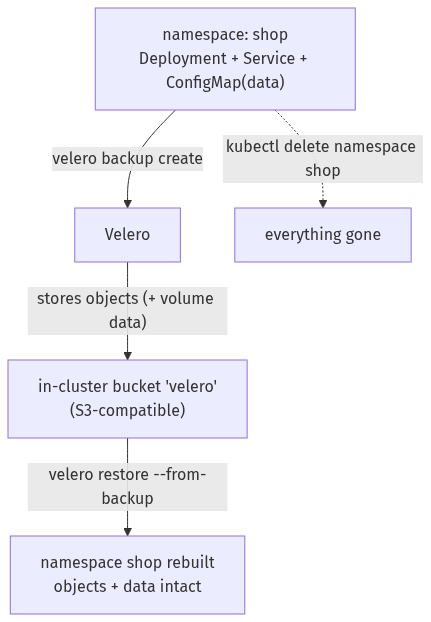 namespace: shop
Deployment + Service +
ConfigMap(data)
velero backup create
kubectl delete namespace
shop
Velero
everything gone
stores objects (+ volume
data)
in-cluster bucket 'velero'
(S3-compatible)
velero restore --from-
backup
namespace shop rebuilt
objects + data intact